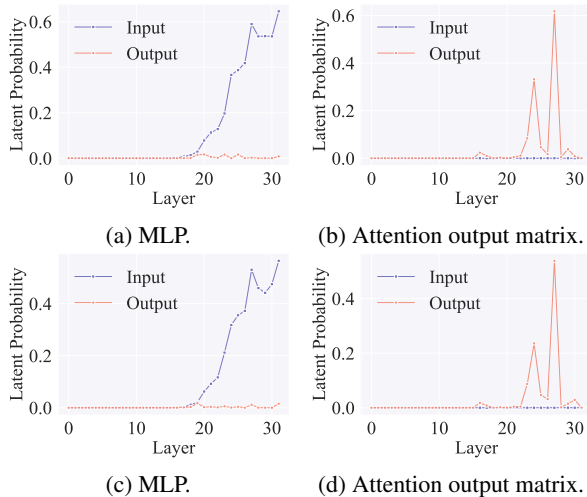 Latent Probability
0.6
0.4
0.2
0.0
Input
Output
0 10 20 30
Layer
(a) MLP.
Latent Probability
0.6
0.4
0.2
0.0
Input
Output
0 10 20 30
Layer
(b) Attention output matrix.
Latent Probability
0.4
0.2
0.0
Input
Output
0 10 20 30
Layer
(c) MLP.
Latent Probability
0.4
0.2
0.0
Input
Output
0 10 20 30
Layer
(d) Attention output matrix.